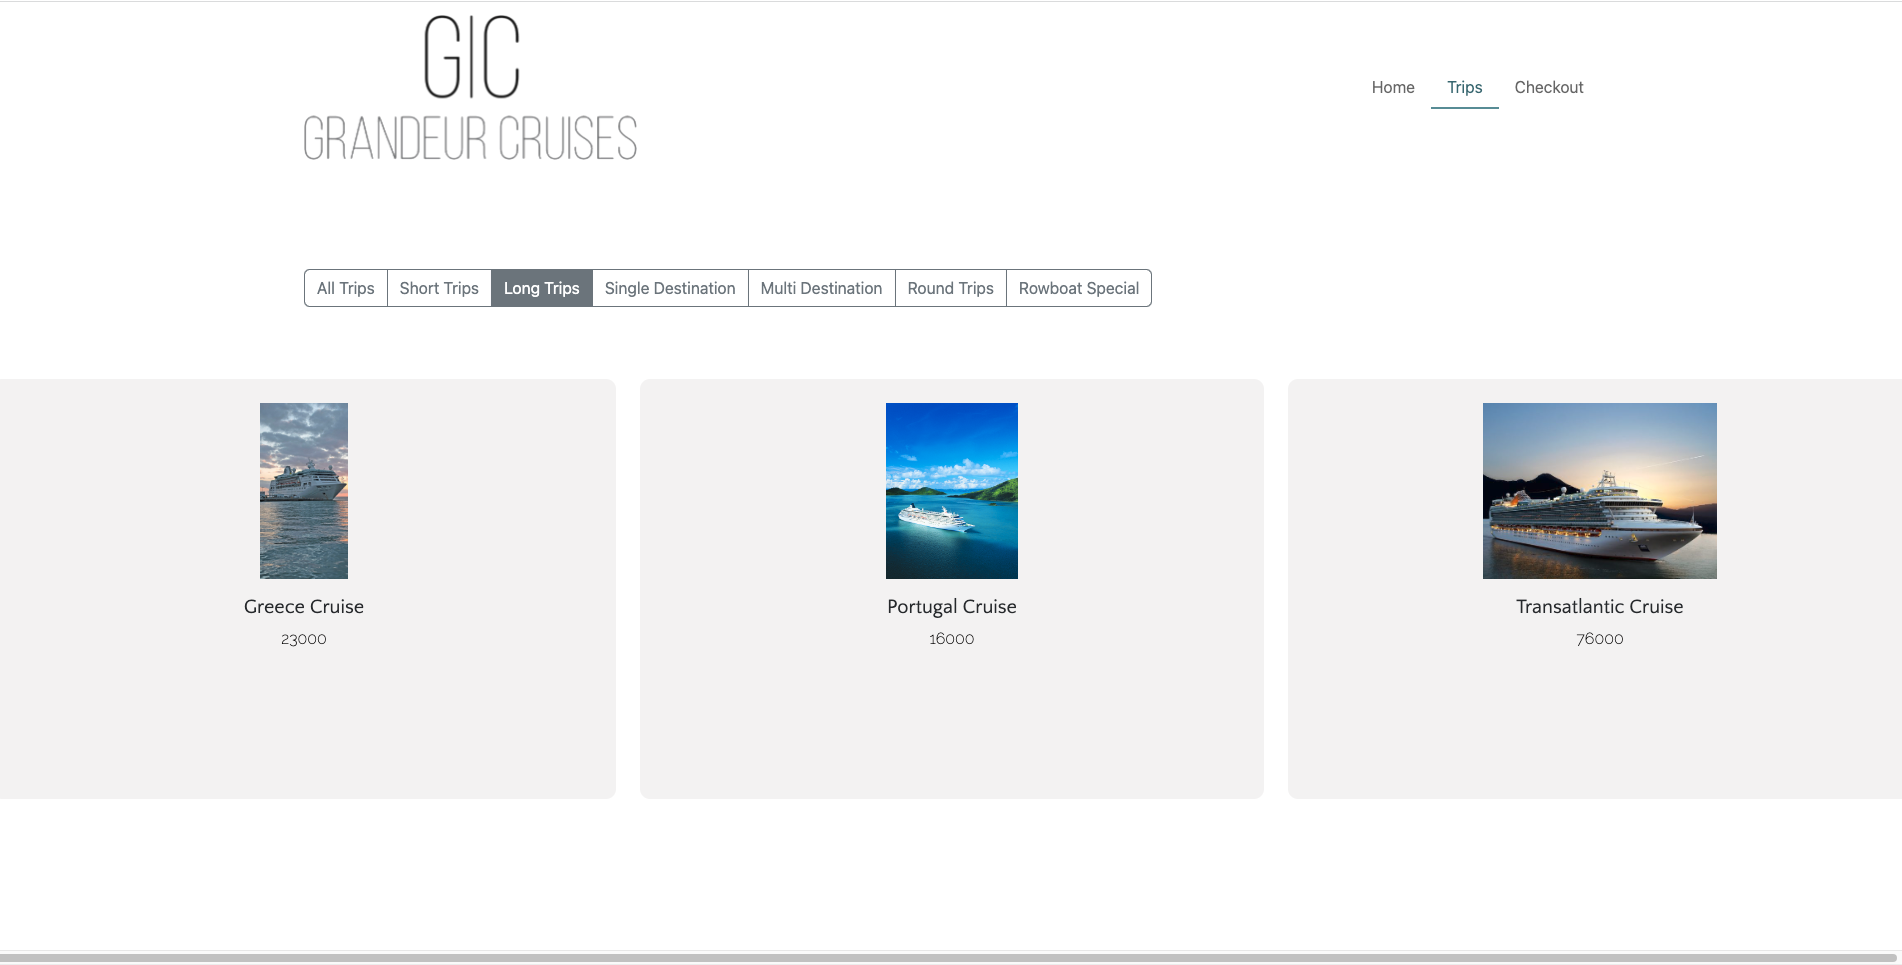 GIC
GRANDEUR CRUISES
Home Trips Checkout
All Trips Short Trips Long Trips Single Destination Multi Destination Round Trips Rowboat Special
Greece Cruise Portugal Cruise Transatlantic Cruise
23000 16000 76000